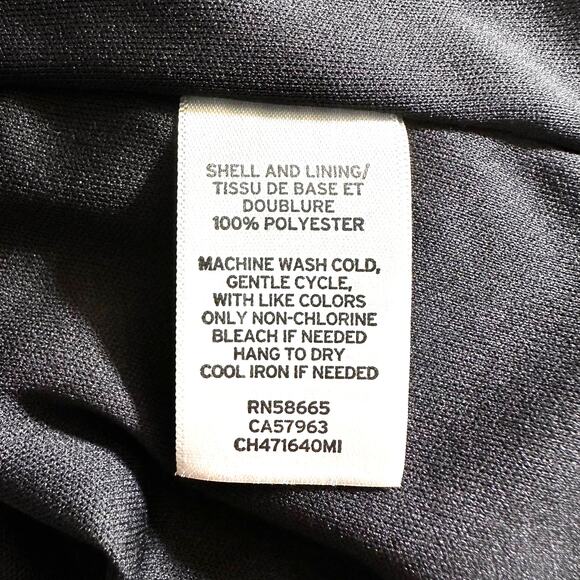 SHELL AND LINING/
TISSU DE BASE ET
DOUBLURE
100% POLYESTER
MACHINE WASH COLD,
GENTLE CYCLE,
WITH LIKE COLORS
ONLY NON-CHLORINE
BLEACH IF NEEDED
HANG TO DRY
COOL IRON IF NEEDED
RN58665
CA57963
CH471640MI